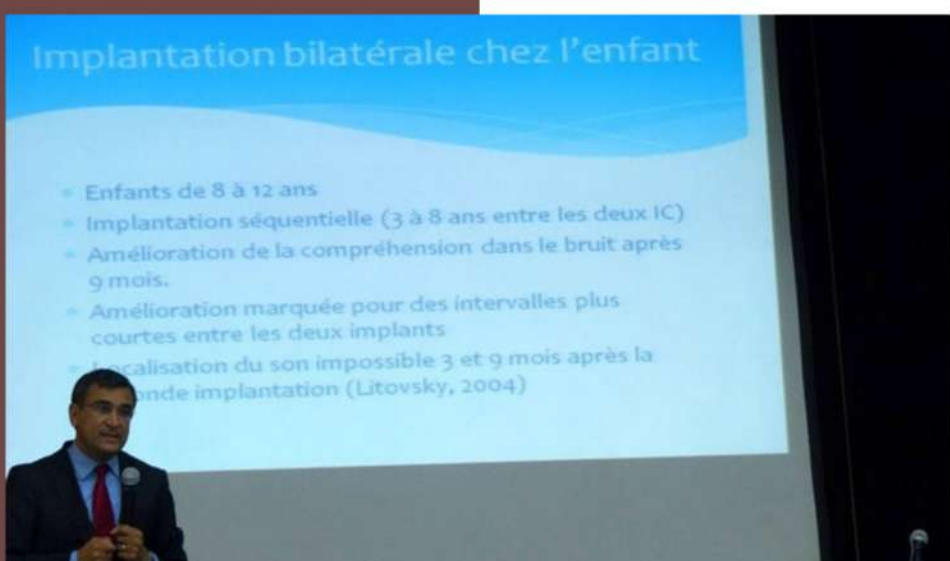 Implantation bilatérale chez l'enfant
Enfants de 8 à 12 ans
Implantation séquentielle (3 à 8 ans entre les deux IC)
Amélioration de la compréhension dans le bruit après
9 mois.
Amélioration marquée pour des intervalles plus
courtes entre les deux implants
calisation du son impossible 3 et 9 mois après la
onde implantation (Litovsky, 2004)